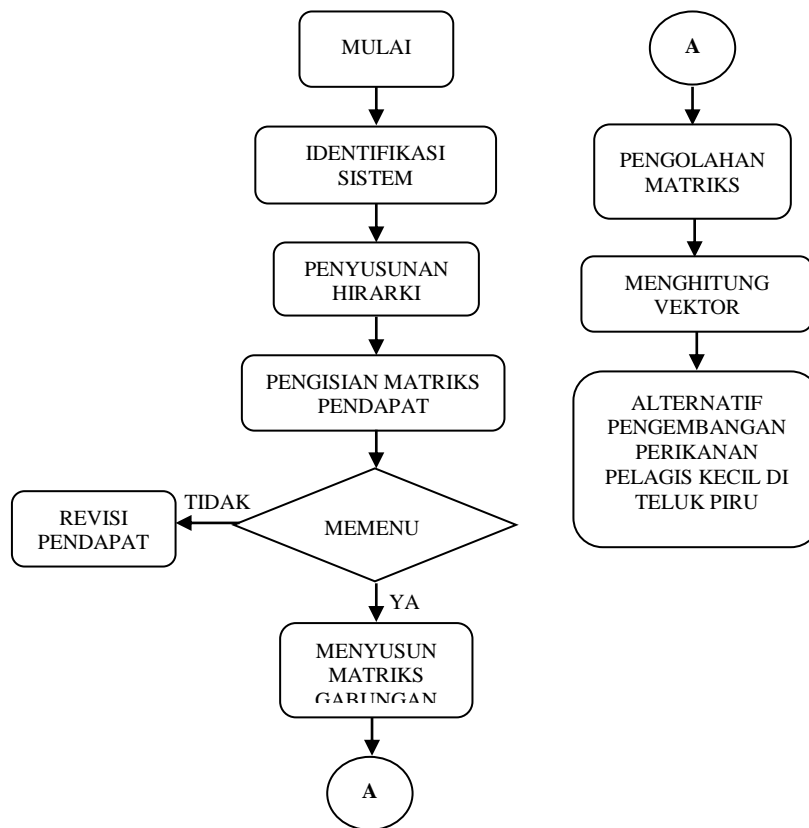 MULAI
IDENTIFIKASI
SISTEM
PENYUSUNAN
HIRARKI
PENGISIAN MATRIKS
PENDAPAT
TIDAK
REVISI
PENDAPAT
MEMENU
YA
MENYUSUN
MATRIKS
GABUNGAN
A
A
PENGOLAHAN
MATRIKS
MENGHITUNG
VEKTOR
ALTERNATIF
PENGEMBANGAN
PERIKANAN
PELAGIS KECIL DI
TELUK PIRU